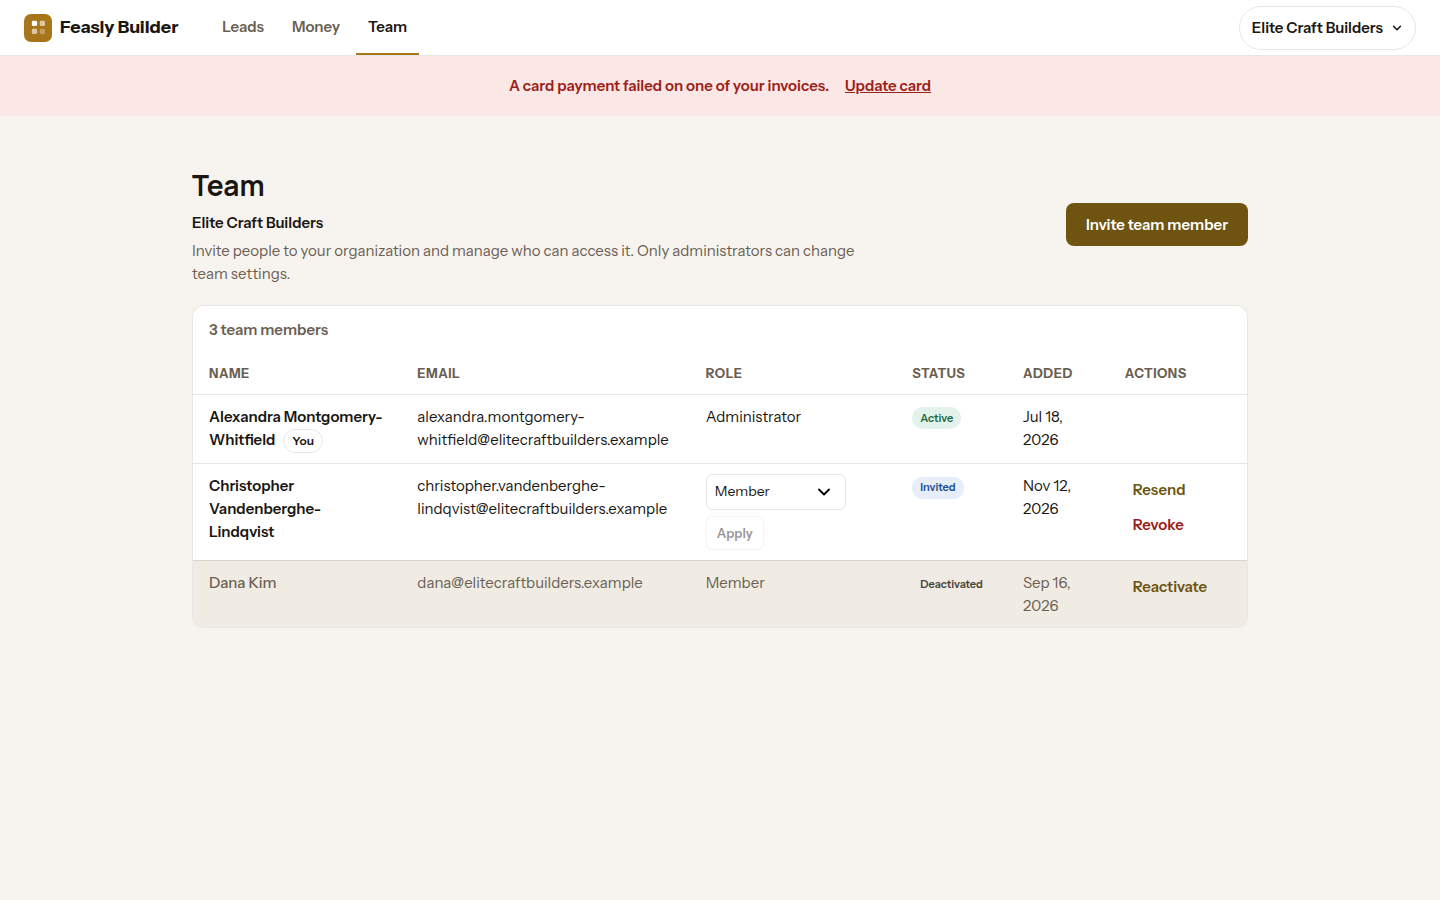 Feasly Builder
Leads
Money
Team
Elite Craft Builders
A card payment failed on one of your invoices. Update card
Team
Elite Craft Builders
Invite people to your organization and manage who can access it. Only administrators can change
team settings.
Invite team member
3 team members
NAME EMAIL ROLE STATUS ADDED ACTIONS
Alexandra Montgomery-
Whitfield You
alexandra.montgomery-
whitfield@elitecraftbuilders.example
Administrator
Active
Jul 18,
2026
Christopher
Vandenberghe-
Lindqvist
christopher.vandenberghe-
lindqvist@elitecraftbuilders.example
Member
Apply
Invited
Nov 12,
2026
Resend
Revoke
Dana Kim
dana@elitecraftbuilders.example
Member
Deactivated
Sep 16,
2026
Reactivate